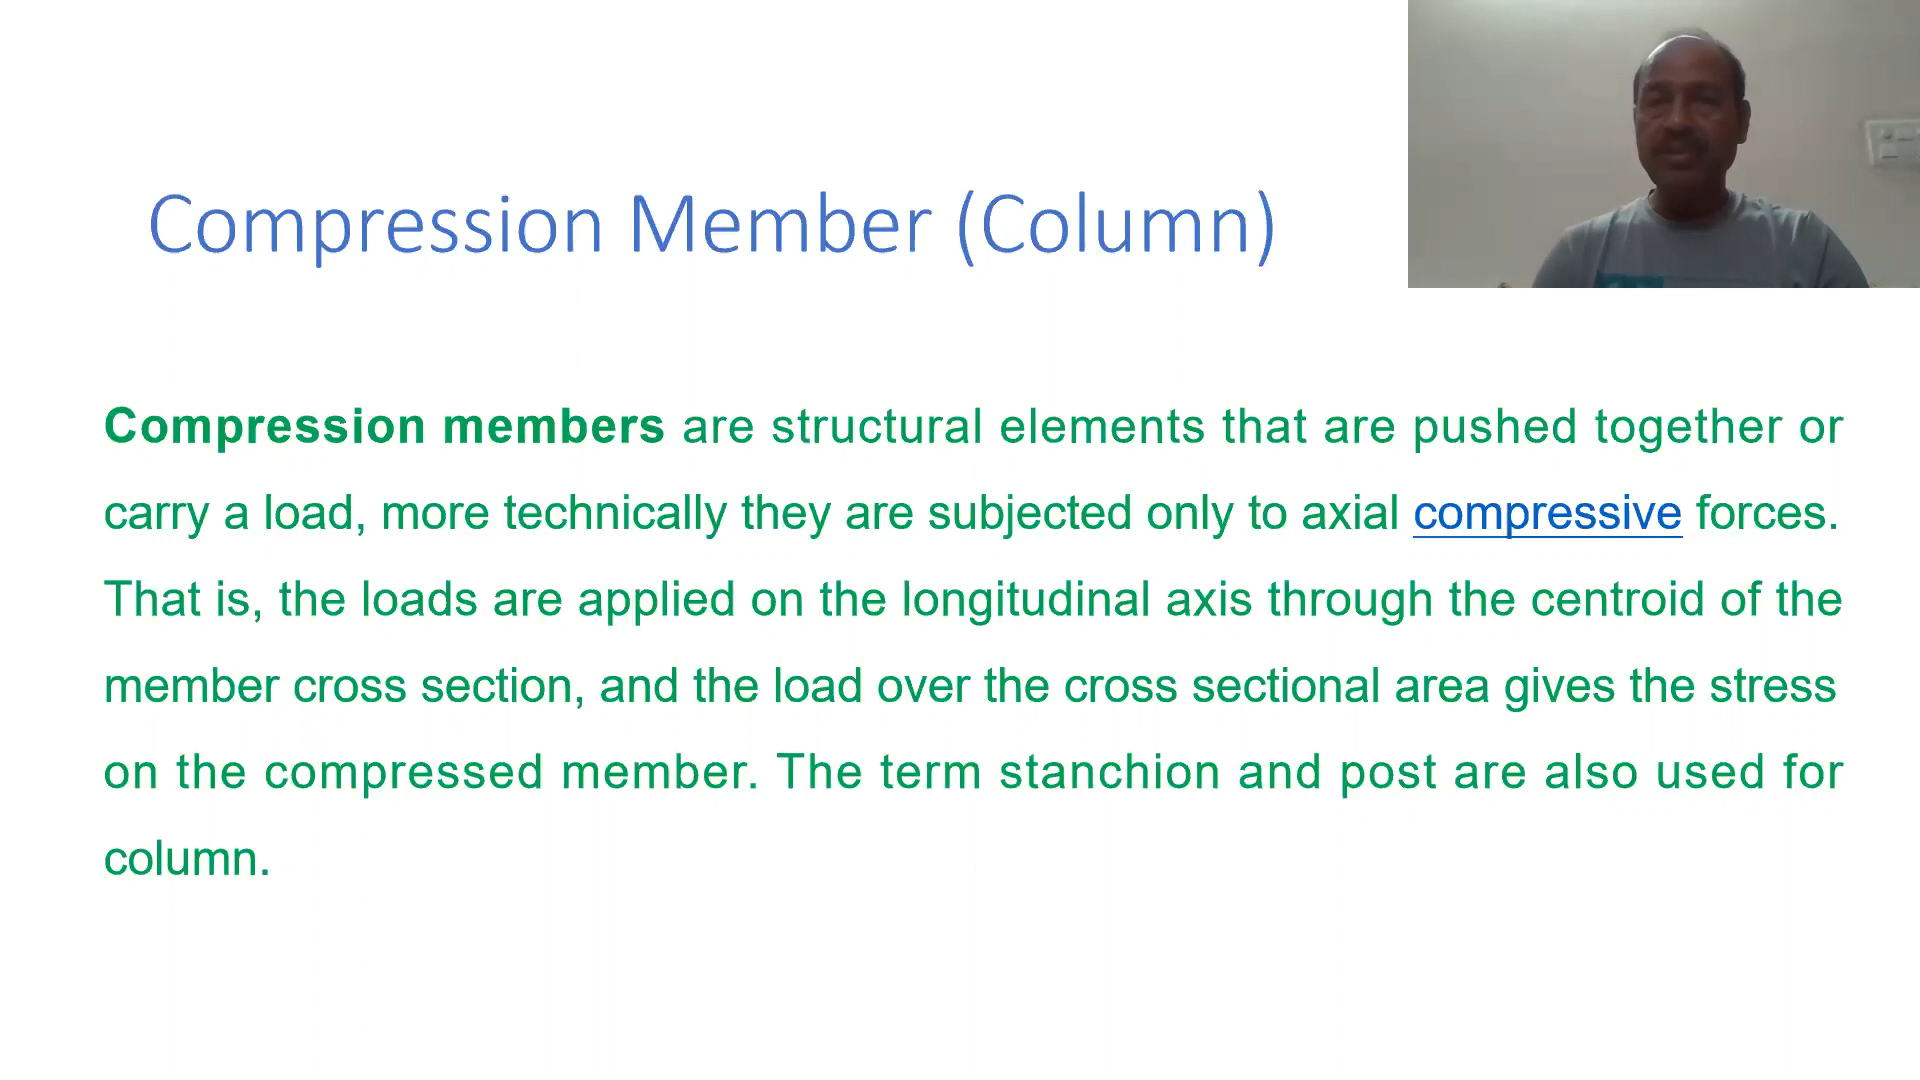 Compression Member (Column)
Compression members are structural elements that are pushed together or
carry a load, more technically they are subjected only to axial compressive forces.
That is, the loads are applied on the longitudinal axis through the centroid of the
member cross section, and the load over the cross sectional area gives the stress
on the compressed member. The term stanchion and post are also used for
column.